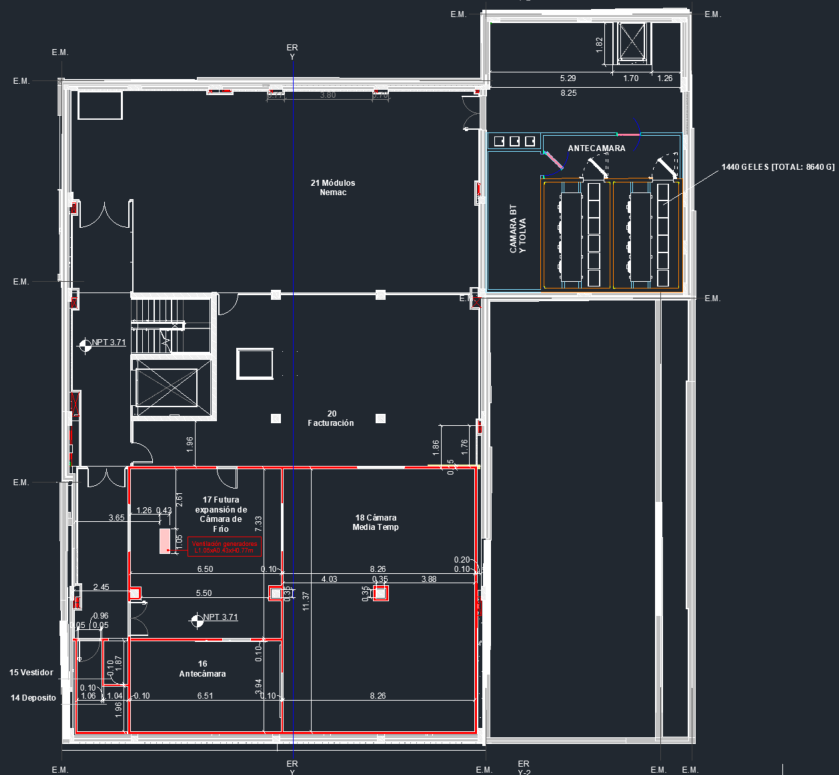 E.M.
E.M.
ER
Y
E.M.
1.82
5.29
1.70
1.26
8.25
E.M.
E.M.
3.80
ANTECAMARA
1440 GELES [TOTAL: 8640 G]
21 Módulos
Nemac
CAMARA BT
Y TOLVA
E.M.
E.M.
E.M.
NPT 3.71
20
Facturación
1.96
1.86
1.76
E.M.
17 Futura
expansión de
Cámara de
Frio
2.61
7.33
1.26
0.43
3.65
1.05
18 Cámara
Media Temp
0.20
0.10
6.50
0.10
8.26
4.03
0.35
3.88
2.45
5.50
0.35
0.35
11.37
0.96
0.05
0.05
NPT 3.71
0.10
1.87
0.10
16
Antecámara
3.94
15 Vestidor
14 Deposito
0.10
1.06
1.04
0.10
6.51
0.10
8.26
1.96
E.M.
ER
Y
E.M.
ER
Y-2
E.M.
E.M.